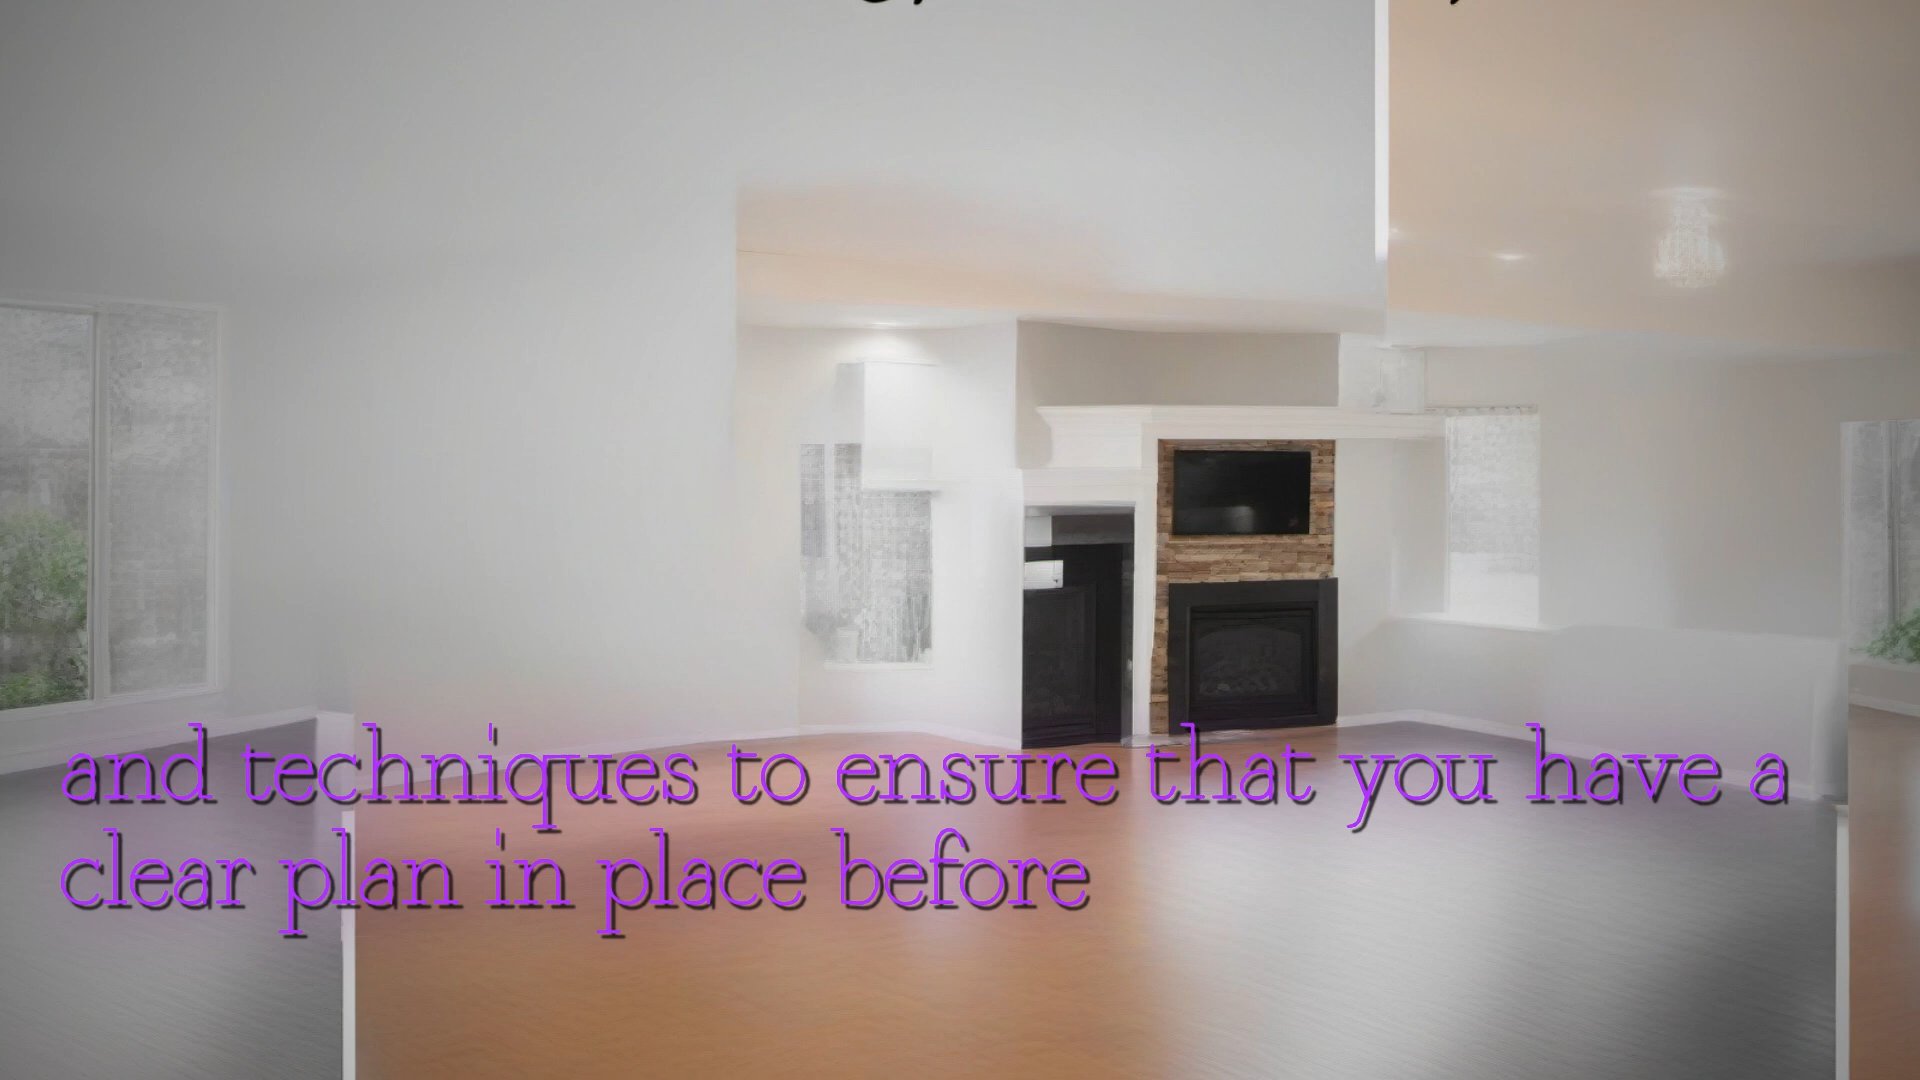 and techniques to ensure that you have a
clear plan in place before